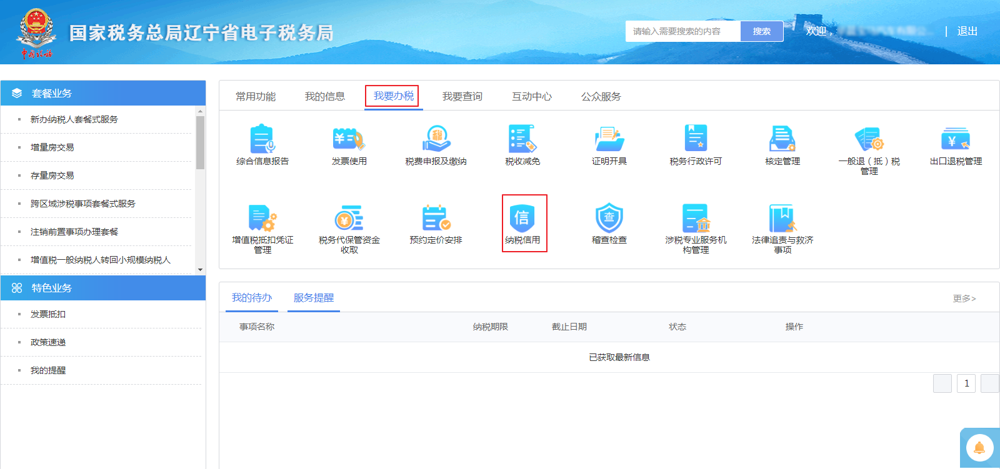 国家税务总局辽宁省电子税务局
中国税务
请输入需要搜索的内容
搜索
欢迎，
| 退出
套餐业务
新办纳税人套餐式服务
增量房交易
存量房交易
跨区域涉税事项套餐式服务
注销前置事项办理套餐
增值税一般纳税人转回小规模纳税人
特色业务
发票抵扣
政策速递
我的提醒
常用功能 我的信息 我要办税 我要查询 互动中心 公众服务
综合信息报告
¥
发票使用
税
税费申报及缴纳
税收减免
证明开具
税务行政许可
核定管理
一般退（抵）税
管理
¥
出口退税管理
增值税抵扣凭证
管理
¥
税务代保管资金
收取
预约定价安排
信
纳税信用
查
稽查检查
涉税专业服务机
构管理
法律追责与救济
事项
我的待办 服务提醒 更多>
事项名称 纳税期限 截止日期 状态 操作
已获取最新信息
1